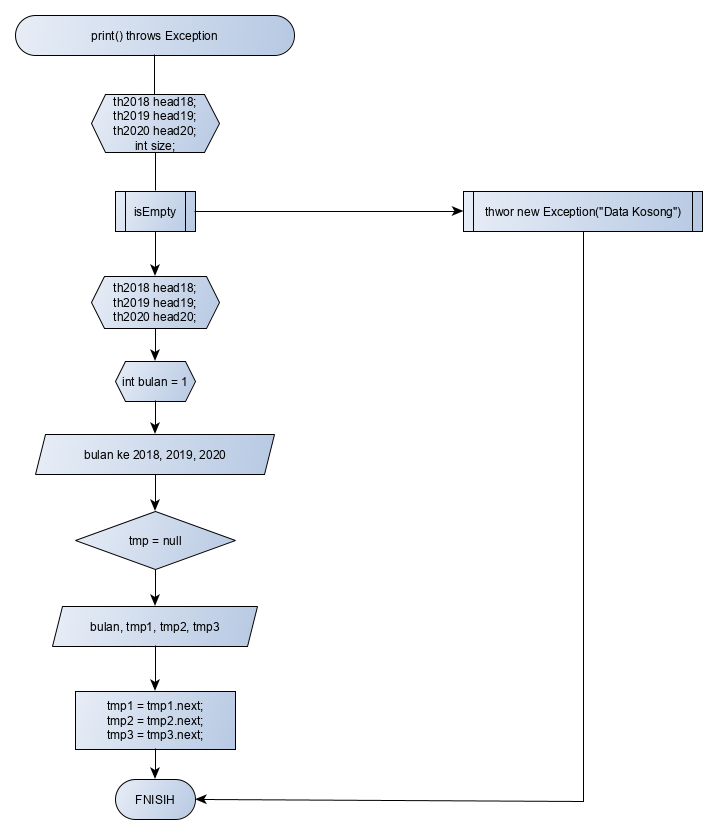 print() throws Exception
th2018 head18;
th2019 head19;
th2020 head20;
int size;
isEmpty
thwor new Exception("Data Kosong")
th2018 head18;
th2019 head19;
th2020 head20;
int bulan = 1
bulan ke 2018, 2019, 2020
tmp = null
bulan, tmp1, tmp2, tmp3
tmp1 = tmp1.next;
tmp2 = tmp2.next;
tmp3 = tmp3.next;
FNISIH